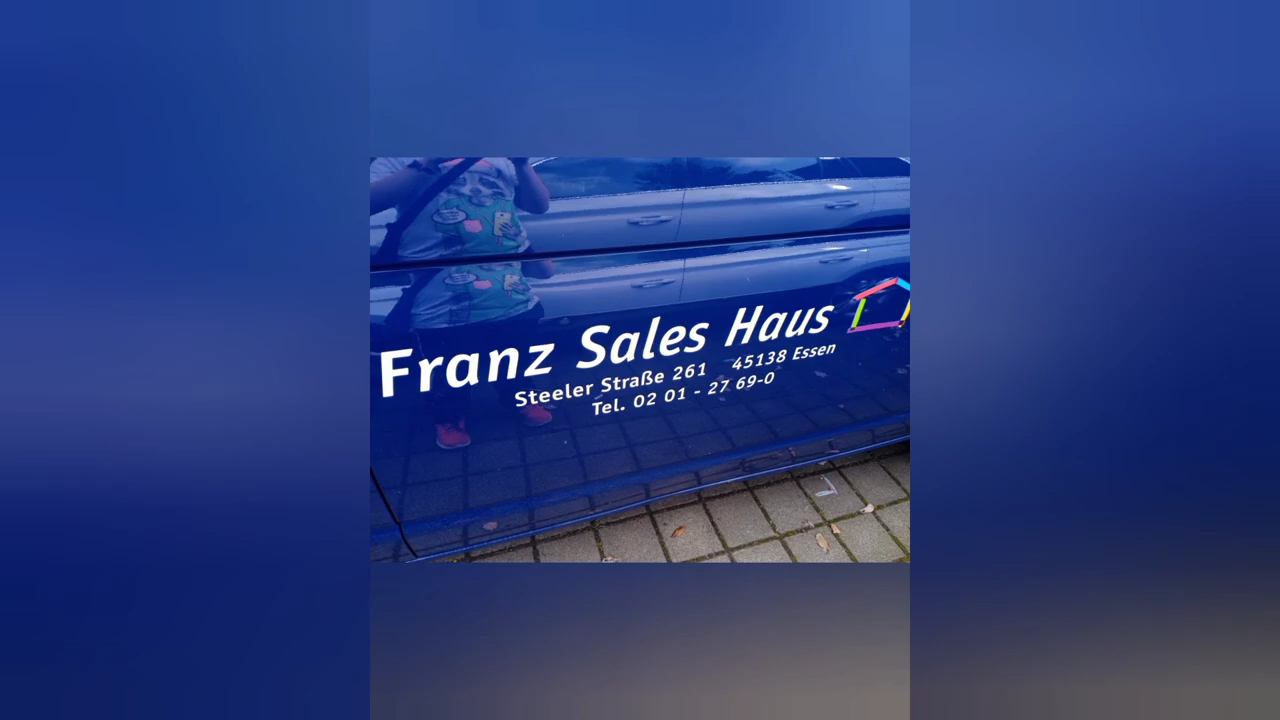 Franz Sales Haus
Steeler Straße 261 45138 Essen
Tel. 02 01 - 27 69-0